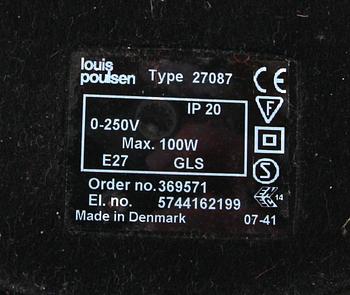 louis
poulsen Type 27087 CE
IP 20 F
0-250V
Max. 100W
E27 GLS S
Order no.369571
El. no. 5744162199 14
Made in Denmark 07-41